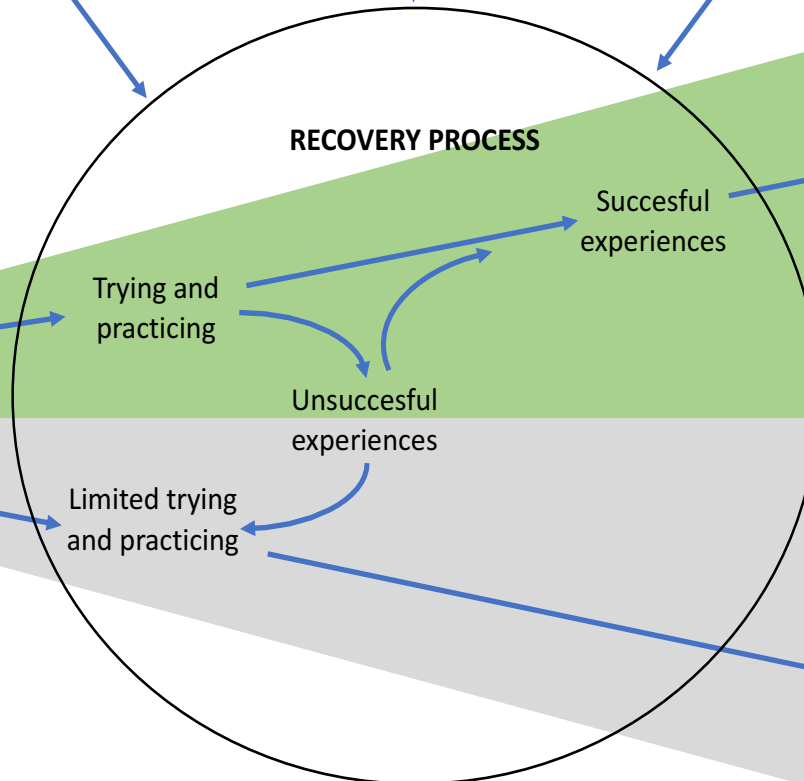 RECOVERY PROCESS
Succesful
experiences
Trying and
practicing
Unsuccesful
experiences
Limited trying
and practicing